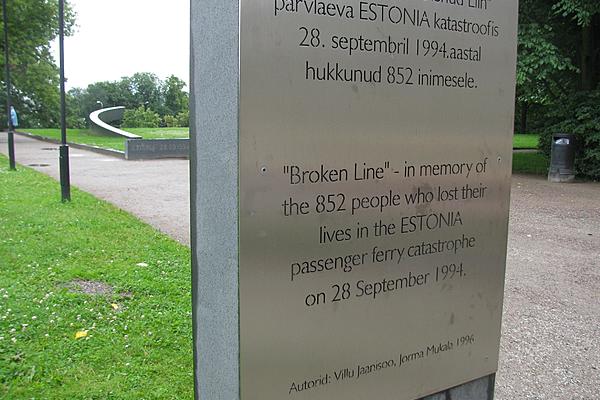 Liin"
parvlaeva ESTONIA katastroofis
28. septembril 1994.aastal
hukkunud 852 inimesele.
"Broken Line" - in memory of
the 852 people who lost their
lives in the ESTONIA
passenger ferry catastrophe
on 28 September 1994.
Autorid: Villu Jaanisoo, Jorma Mukala 1996